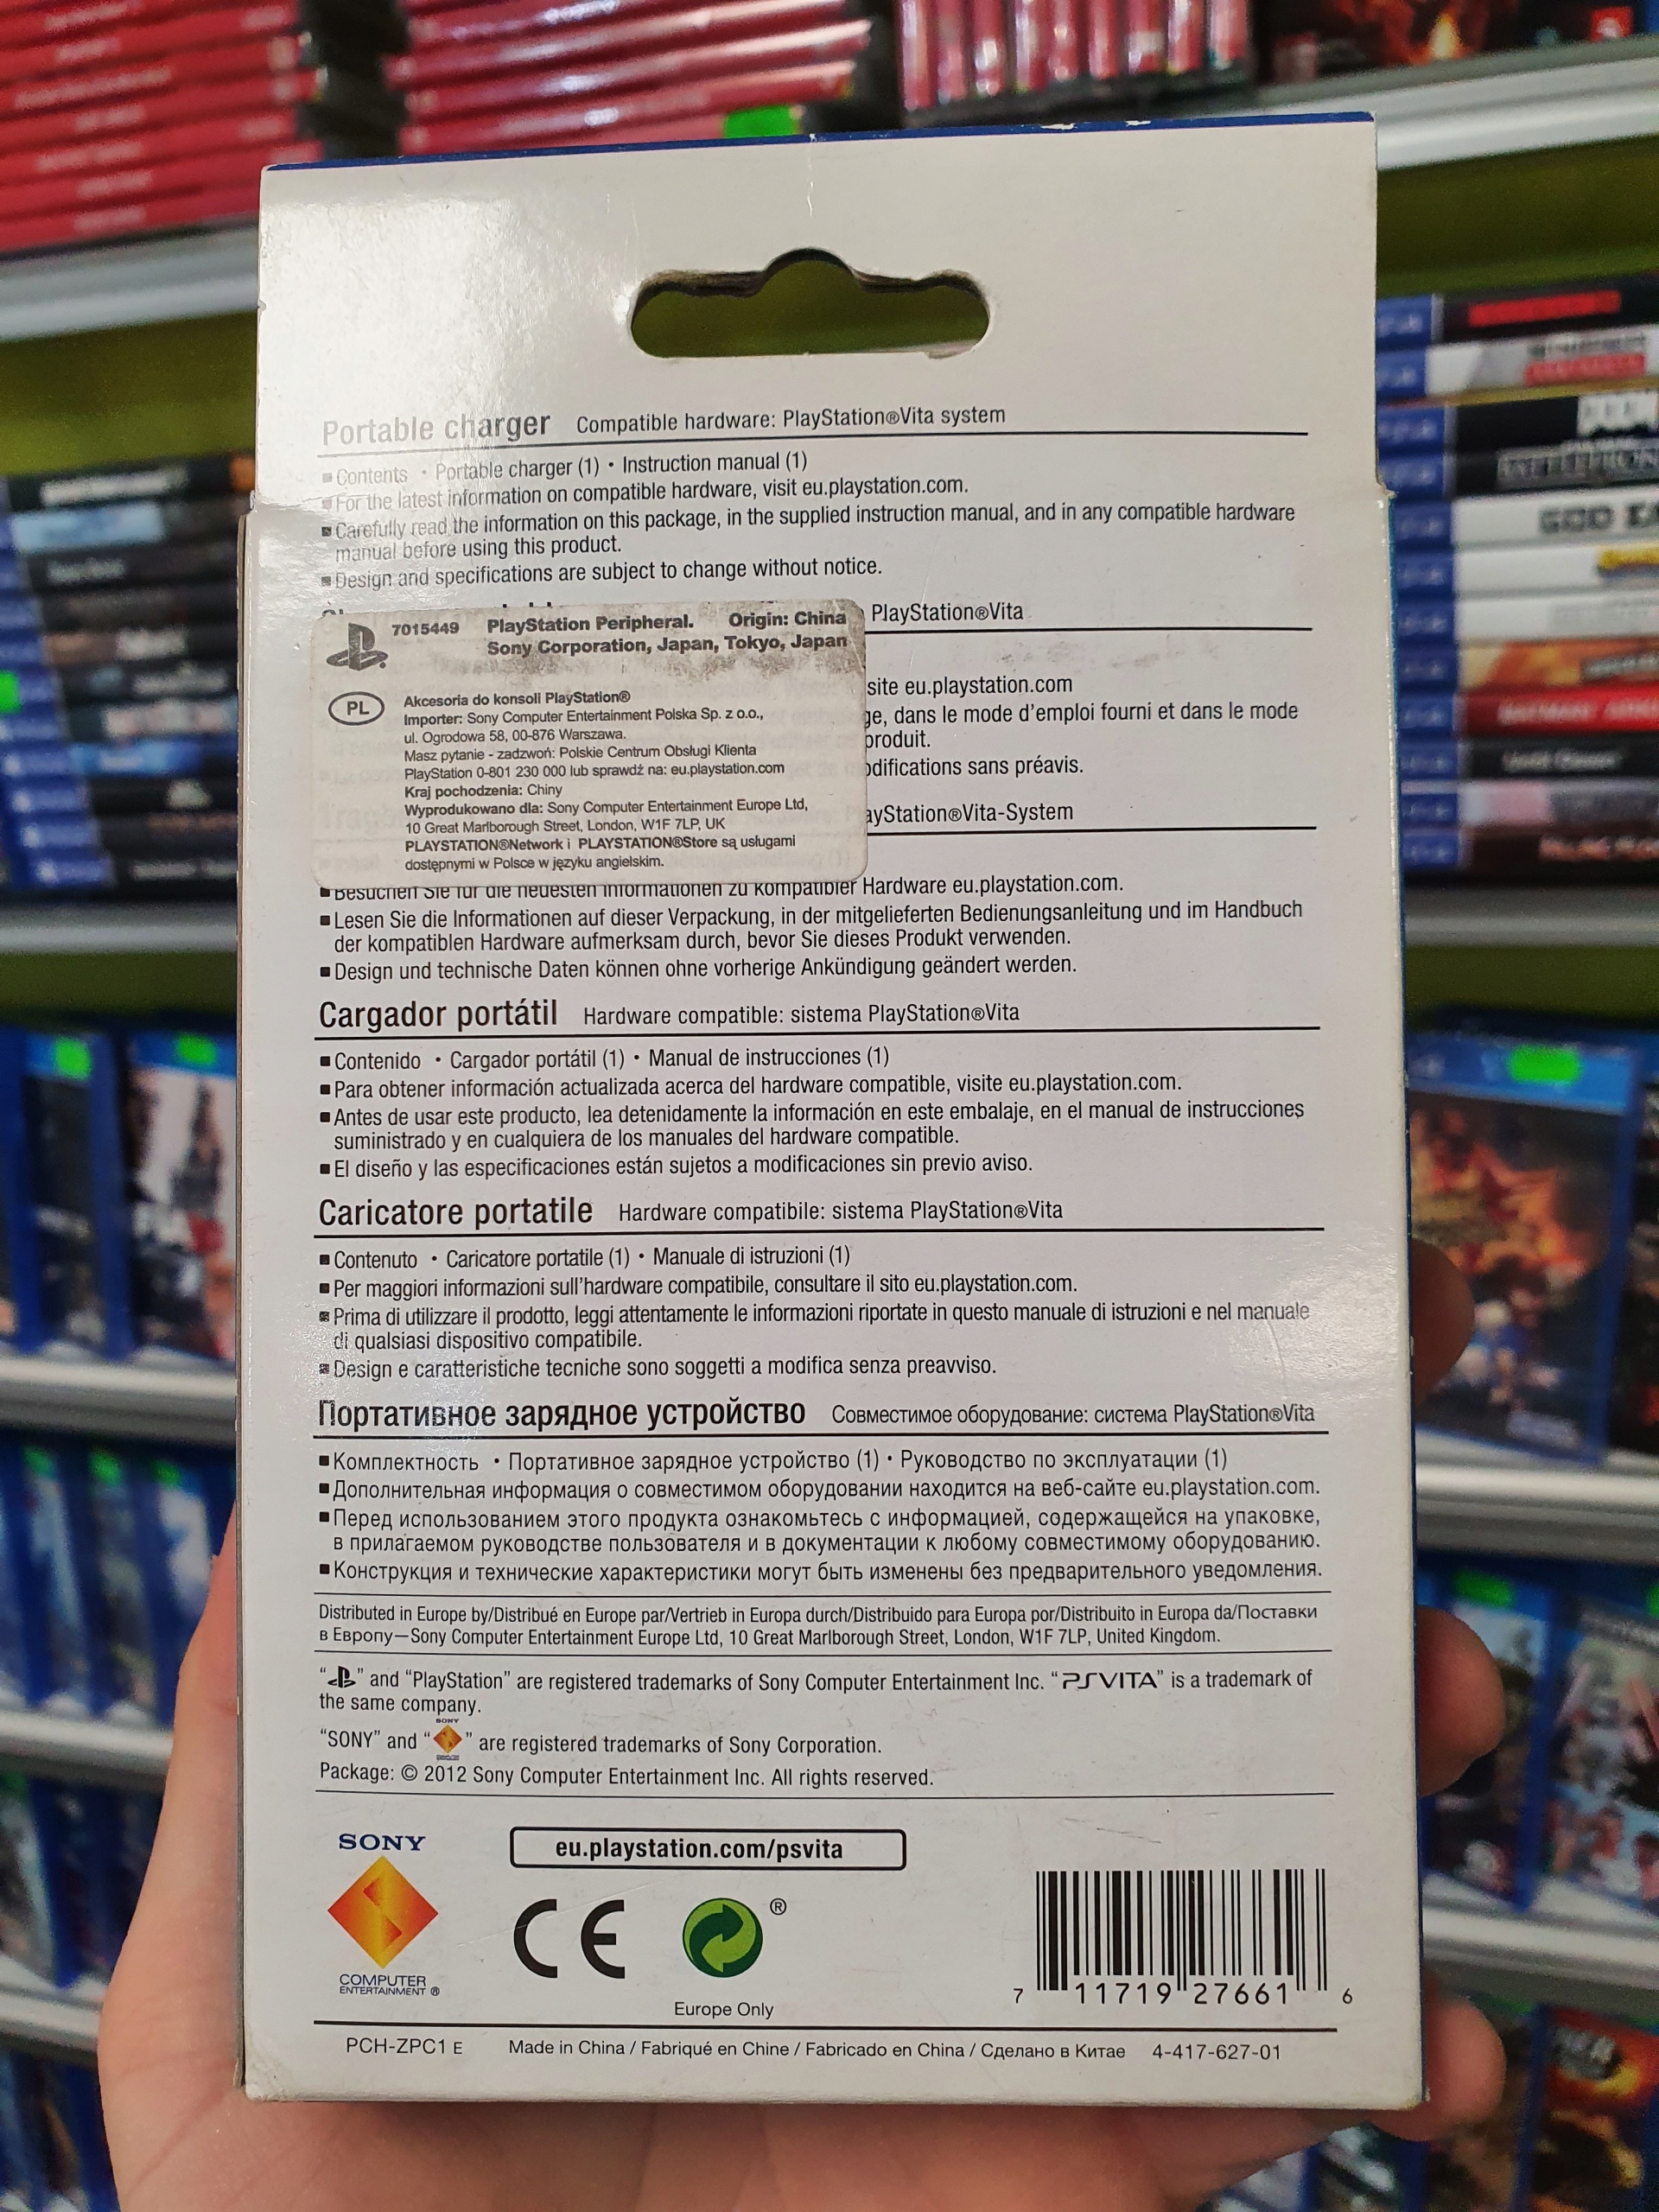 Portable charger Compatible hardware: PlayStation®Vita system
■ Contents • Portable charger (1) • Instruction manual (1)
■ For the latest information on compatible hardware, visit eu.playstation.com.
■ Carefully read the information on this package, in the supplied instruction manual, and in any compatible hardware
manual before using this product.
■ Design and specifications are subject to change without notice.
PlayStation®Vita
7015449 PlayStation Peripheral. Origin: China
Sony Corporation, Japan, Tokyo, Japan
PL
Akcesoria do konsoli PlayStation®
Importer: Sony Computer Entertainment Polska Sp. z o.o.,
ul. Ogrodowa 58, 00-876 Warszawa.
Masz pytanie - zadzwoń: Polskie Centrum Obsługi Klienta
PlayStation 0-801 230 000 lub sprawdź na: eu.playstation.com
Kraj pochodzenia: Chiny
Wyprodukowano dla: Sony Computer Entertainment Europe Ltd,
10 Great Marlborough Street, London, W1F 7LP, UK
PLAYSTATION®Network i PLAYSTATION®Store są usługami
dostępnymi w Polsce w języku angielskim.
site eu.playstation.com
ge, dans le mode d'emploi fourni et dans le mode
produit.
odifications sans préavis.
ayStation®Vita-System
■ Besuchen Sie für die neuesten Informationen zu kompatibler Hardware eu.playstation.com.
■ Lesen Sie die Informationen auf dieser Verpackung, in der mitgelieferten Bedienungsanleitung und im Handbuch
der kompatiblen Hardware aufmerksam durch, bevor Sie dieses Produkt verwenden.
■ Design und technische Daten können ohne vorherige Ankündigung geändert werden.
Cargador portátil Hardware compatible: sistema PlayStation®Vita
■ Contenido • Cargador portátil (1) • Manual de instrucciones (1)
■ Para obtener información actualizada acerca del hardware compatible, visite eu.playstation.com.
■ Antes de usar este producto, lea detenidamente la información en este embalaje, en el manual de instrucciones
suministrado y en cualquiera de los manuales del hardware compatible.
■ El diseño y las especificaciones están sujetos a modificaciones sin previo aviso.
Caricatore portatile Hardware compatibile: sistema PlayStation®Vita
■ Contenuto • Caricatore portatile (1) • Manuale di istruzioni (1)
■ Per maggiori informazioni sull'hardware compatibile, consultare il sito eu.playstation.com.
■ Prima di utilizzare il prodotto, leggi attentamente le informazioni riportate in questo manuale di istruzioni e nel manuale
di qualsiasi dispositivo compatibile.
■ Design e caratteristiche tecniche sono soggetti a modifica senza preavviso.
Портативное зарядное устройство Совместимое оборудование: система PlayStation®Vita
■ Комплектность • Портативное зарядное устройство (1) • Руководство по эксплуатации (1)
■ Дополнительная информация о совместимом оборудовании находится на веб-сайте eu.playstation.com.
■ Перед использованием этого продукта ознакомьтесь с информацией, содержащейся на упаковке,
в прилагаемом руководстве пользователя и в документации к любому совместимому оборудованию.
■ Конструкция и технические характеристики могут быть изменены без предварительного уведомления.
Distributed in Europe by/Distribué en Europe par/Vertrieb in Europa durch/Distribuido para Europa por/Distribuito in Europa da/Поставки
в Европу—Sony Computer Entertainment Europe Ltd, 10 Great Marlborough Street, London, W1F 7LP, United Kingdom.
“ ” and “PlayStation” are registered trademarks of Sony Computer Entertainment Inc. “PSVITA” is a trademark of
the same company.
“SONY” and “ ” are registered trademarks of Sony Corporation.
Package: © 2012 Sony Computer Entertainment Inc. All rights reserved.
SONY
COMPUTER
ENTERTAINMENT ®
eu.playstation.com/psvita
CE
®
Europe Only
7 11719 27661 6
PCH-ZPC1 E Made in China / Fabriqué en Chine / Fabricado en China / Сделано в Китае 4-417-627-01